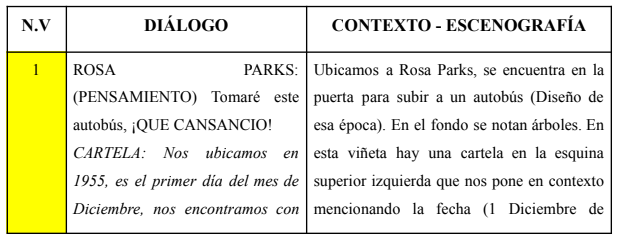 N.V DIÁLOGO CONTEXTO - ESCENOGRAFÍA
1
ROSA PARKS:
(PENSAMIENTO) Tomaré este
autobús, ¡QUE CANSANCIO!
CARTELA: Nos ubicamos en
1955, es el primer día del mes de
Diciembre, nos encontramos con
Ubicamos a Rosa Parks, se encuentra en la
puerta para subir a un autobús (Diseño de
esa época). En el fondo se notan árboles. En
esta viñeta hay una cartela en la esquina
superior izquierda que nos pone en contexto
mencionando la fecha (1 Diciembre de